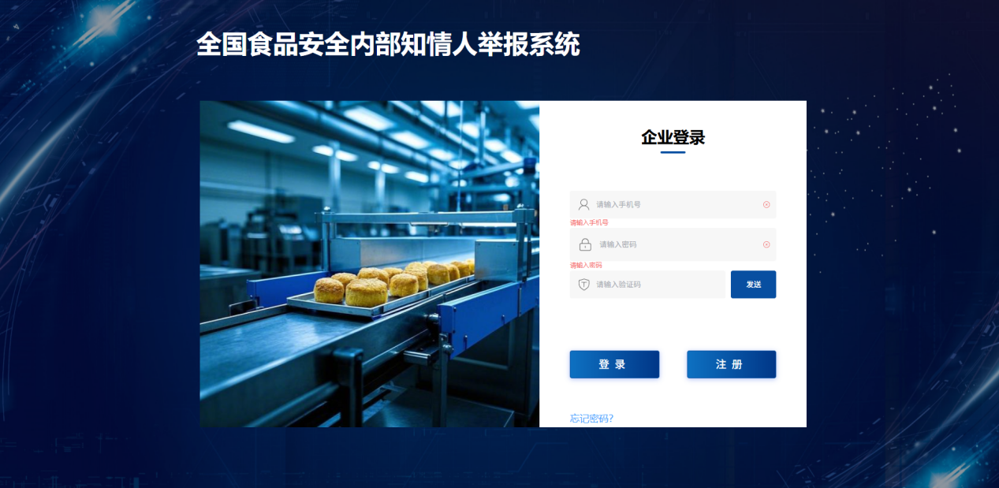 全国食品安全内部知情人举报系统
企业登录
请输入手机号
请输入手机号
请输入密码
请输入密码
请输入验证码
发送
登 录
注 册
忘记密码?